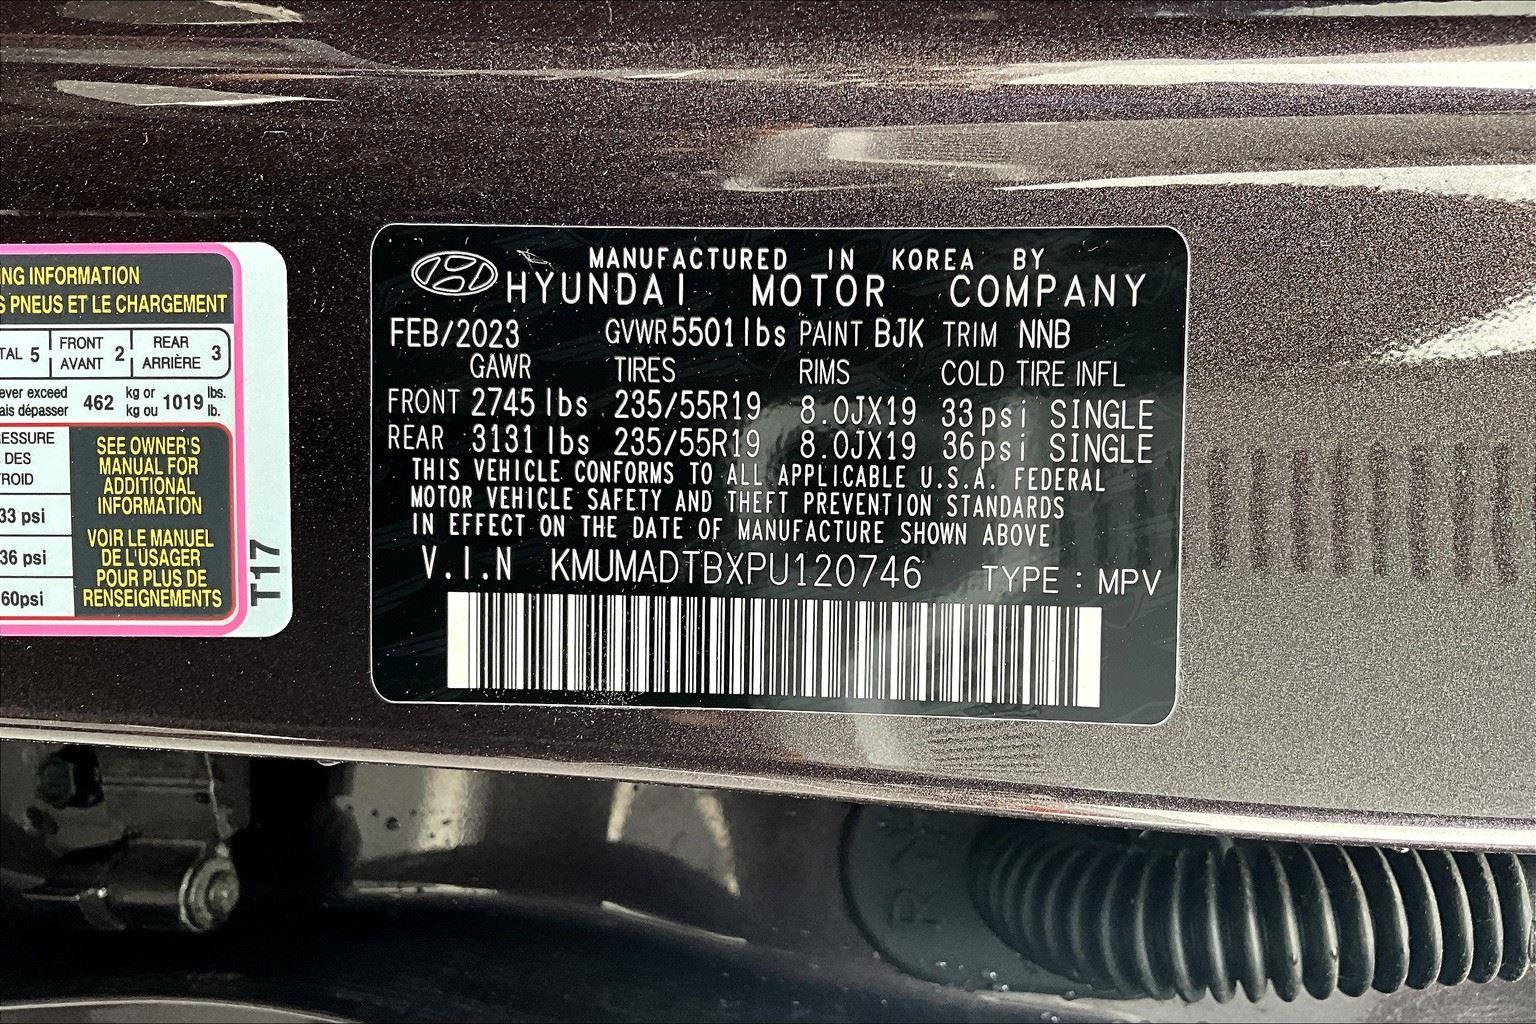 NG INFORMATION
S PNEUS ET LE CHARGEMENT
TAL 5 FRONT AVANT 2 REAR ARRIÈRE 3
ever exceed kg or lbs.
ais dépasser 462 kg ou 1019 lb.
RESSURE
DES
ROID
33 psi
36 psi
60psi
SEE OWNER'S
MANUAL FOR
ADDITIONAL
INFORMATION
VOIR LE MANUEL
DE L'USAGER
POUR PLUS DE
RENSEIGNEMENTS
T17
MANUFACTURED IN KOREA BY
HYUNDAI MOTOR COMPANY
FEB/2023 GVWR 5501lbs PAINT BJK TRIM NNB
GAWR TIRES RIMS COLD TIRE INFL
FRONT 2745 lbs 235/55R19 8.0JX19 33psi SINGLE
REAR 3131 lbs 235/55R19 8.0JX19 36psi SINGLE
THIS VEHICLE CONFORMS TO ALL APPLICABLE U.S.A. FEDERAL
MOTOR VEHICLE SAFETY AND THEFT PREVENTION STANDARDS
IN EFFECT ON THE DATE OF MANUFACTURE SHOWN ABOVE
V.I.N KMUMADTBXPU120746 TYPE : MPV